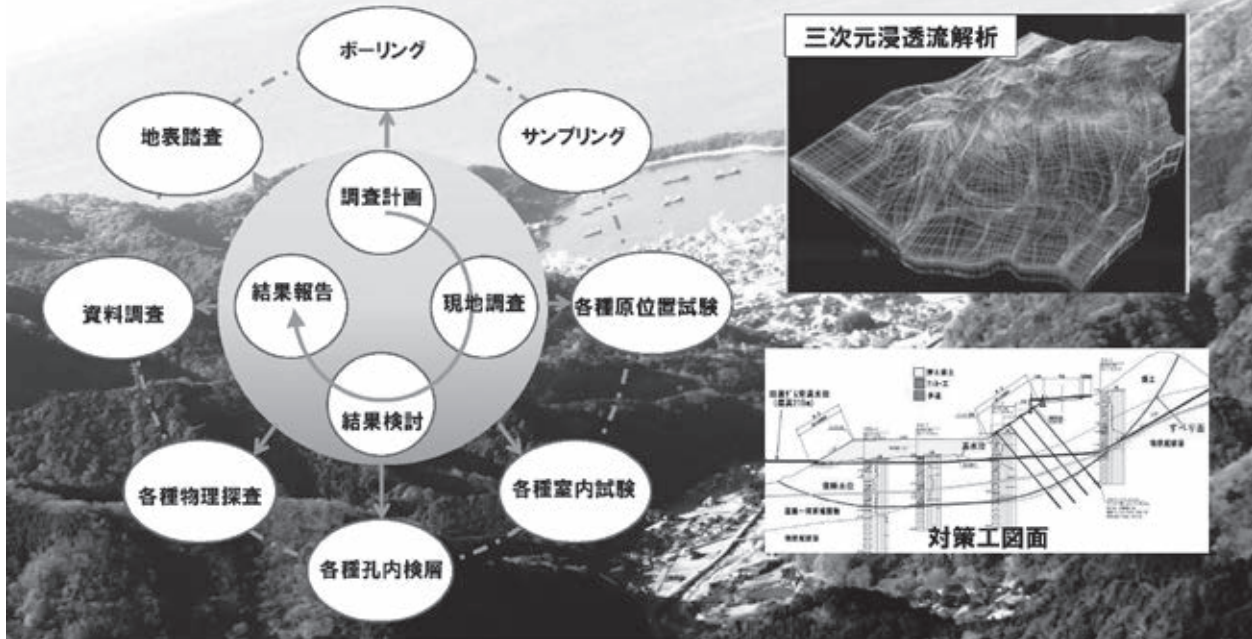 ボーリング
地表踏査
サンプリング
調査計画
結果報告
現地調査
資料調査
各種原位置試験
結果検討
各種物理探査
各種室内試験
各種孔内検層
三次元浸透流解析
すべり面
対策工図面